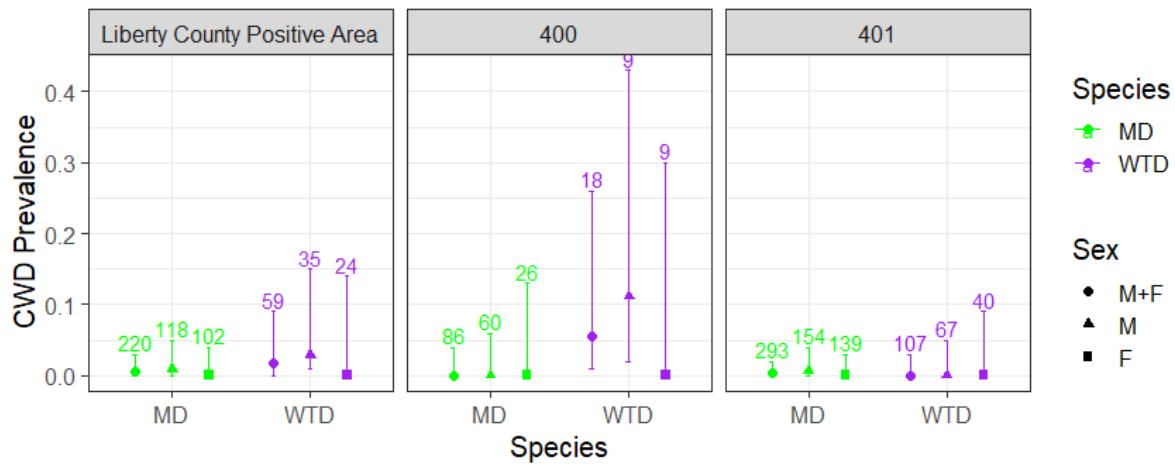 Liberty County Positive Area
400
401
CWD Prevalence
0.4
0.3
0.2
0.1
0.0
220
118
102
59
35
24
86
60
26
18
9
9
293
154
139
107
67
40
MD
WTD
MD
WTD
MD
WTD
Species
Species
a MD
a WTD
Sex
M+F
M
F